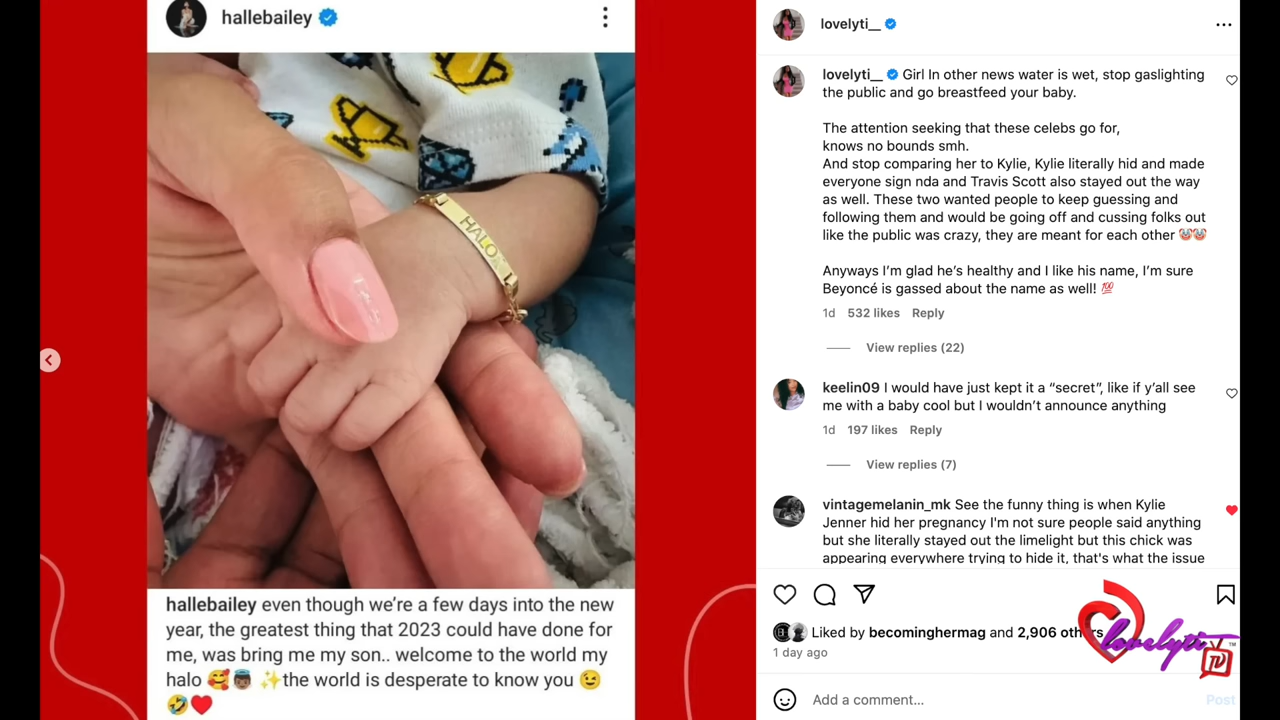 hallebailey
HALO
hallebailey even though we're a few days into the new
year, the greatest thing that 2023 could have done for
me, was bring me my son.. welcome to the world my
halo 🥰👼🏽 ✨the world is desperate to know you 😉
🤣❤️
lovelyti__
lovelyti__ Girl In other news water is wet, stop gaslighting
the public and go breastfeed your baby.
The attention seeking that these celebs go for,
knows no bounds smh.
And stop comparing her to Kylie, Kylie literally hid and made
everyone sign nda and Travis Scott also stayed out the way
as well. These two wanted people to keep guessing and
following them and would be going off and cussing folks out
like the public was crazy, they are meant for each other 🤡🤡
Anyways I'm glad he's healthy and I like his name, I'm sure
Beyoncé is gassed about the name as well! 💯
1d 532 likes Reply
View replies (22)
keelin09 I would have just kept it a “secret”, like if y'all see
me with a baby cool but I wouldn't announce anything
1d 197 likes Reply
View replies (7)
vintagemelanin_mk See the funny thing is when Kylie
Jenner hid her pregnancy I'm not sure people said anything
but she literally stayed out the limelight but this chick was
appearing everywhere trying to hide it, that's what the issue
Liked by becominghermag and 2,906 others
1 day ago
lovelyti TV™
Add a comment...
Post